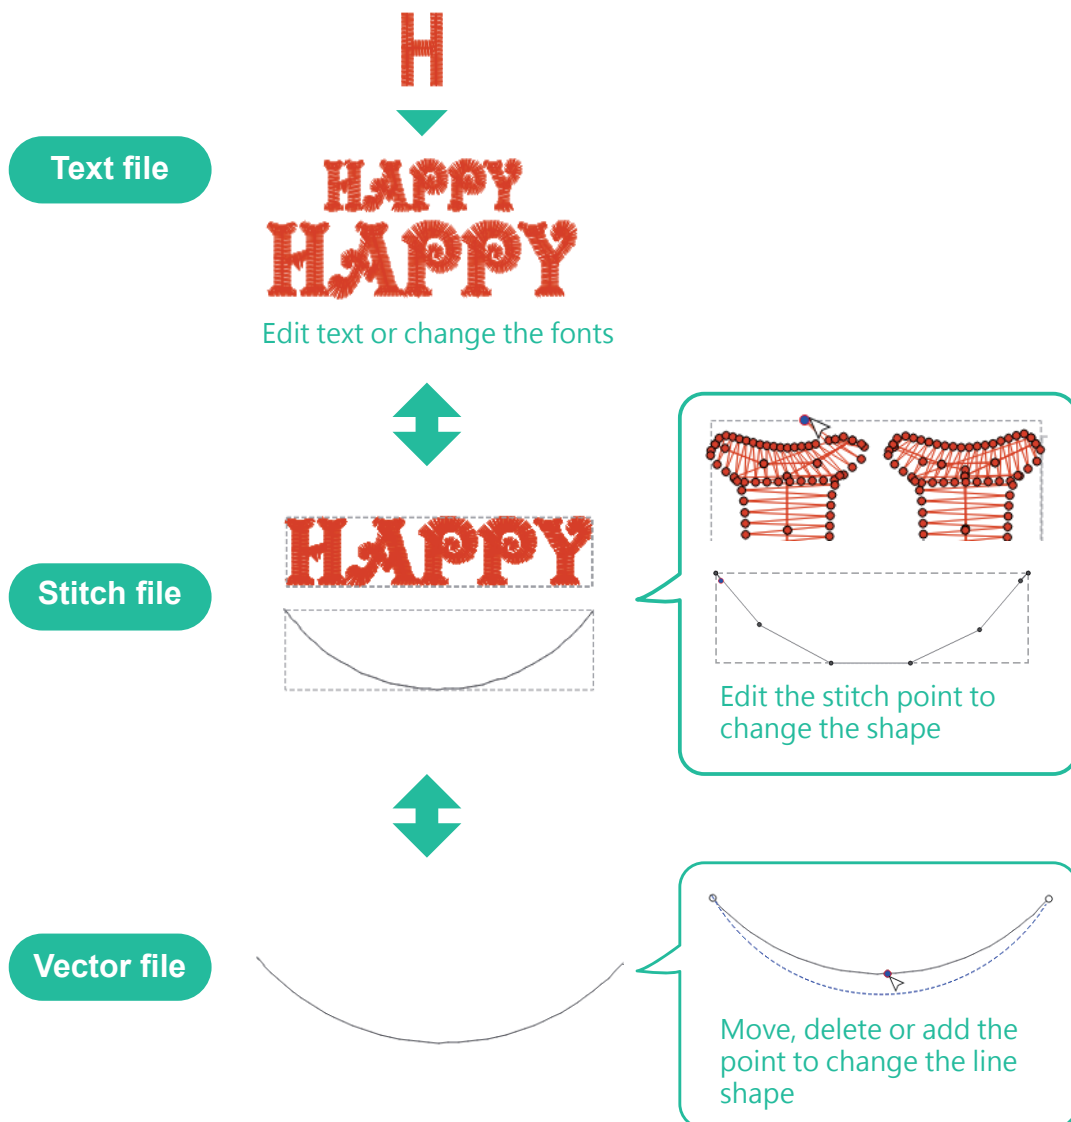 H
Text file
HAPPY
HAPPY
Edit text or change the fonts
Stitch file
HAPPY
Edit the stitch point to
change the shape
Vector file
Move, delete or add the
point to change the line
shape